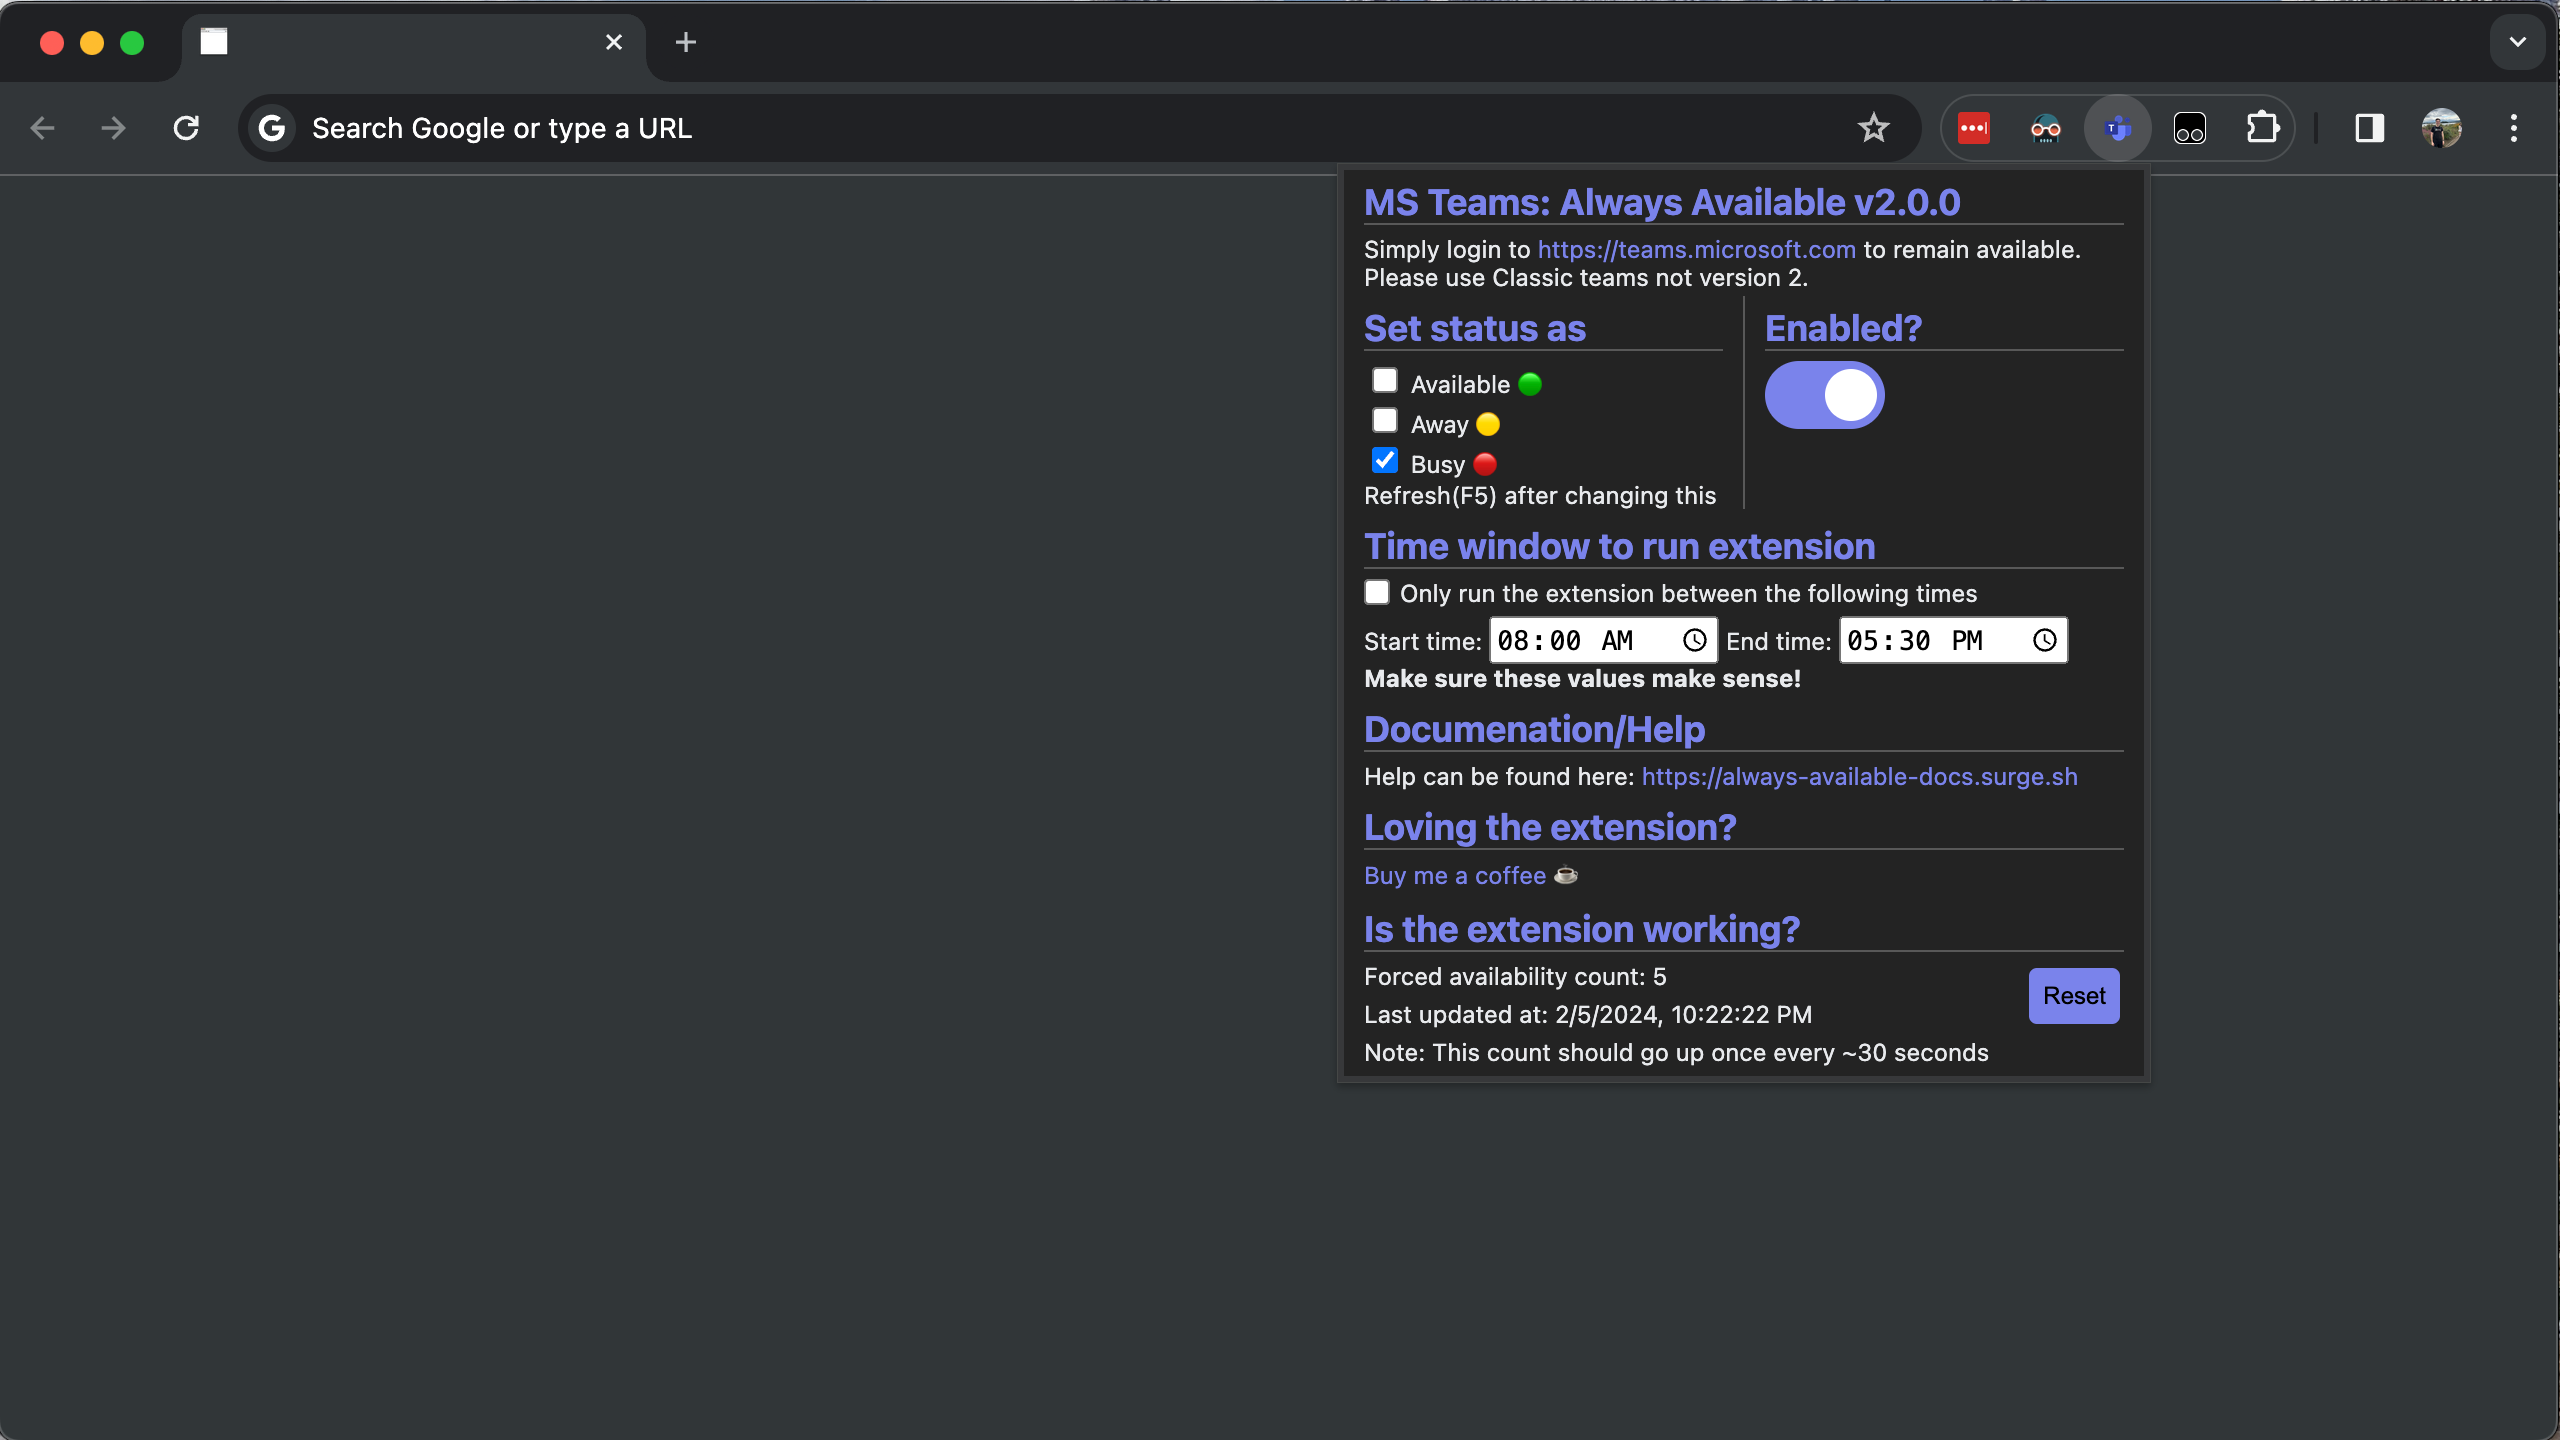 Search Google or type a URL
MS Teams: Always Available v2.0.0
Simply login to https://teams.microsoft.com to remain available.
Please use Classic teams not version 2.
Set status as
Available
Away
Busy
Refresh(F5) after changing this
Enabled?
Time window to run extension
Only run the extension between the following times
Start time: 08:00 AM End time: 05:30 PM
Make sure these values make sense!
Documenation/Help
Help can be found here: https://always-available-docs.surge.sh
Loving the extension?
Buy me a coffee ☕
Is the extension working?
Forced availability count: 5
Last updated at: 2/5/2024, 10:22:22 PM
Reset
Note: This count should go up once every ~30 seconds